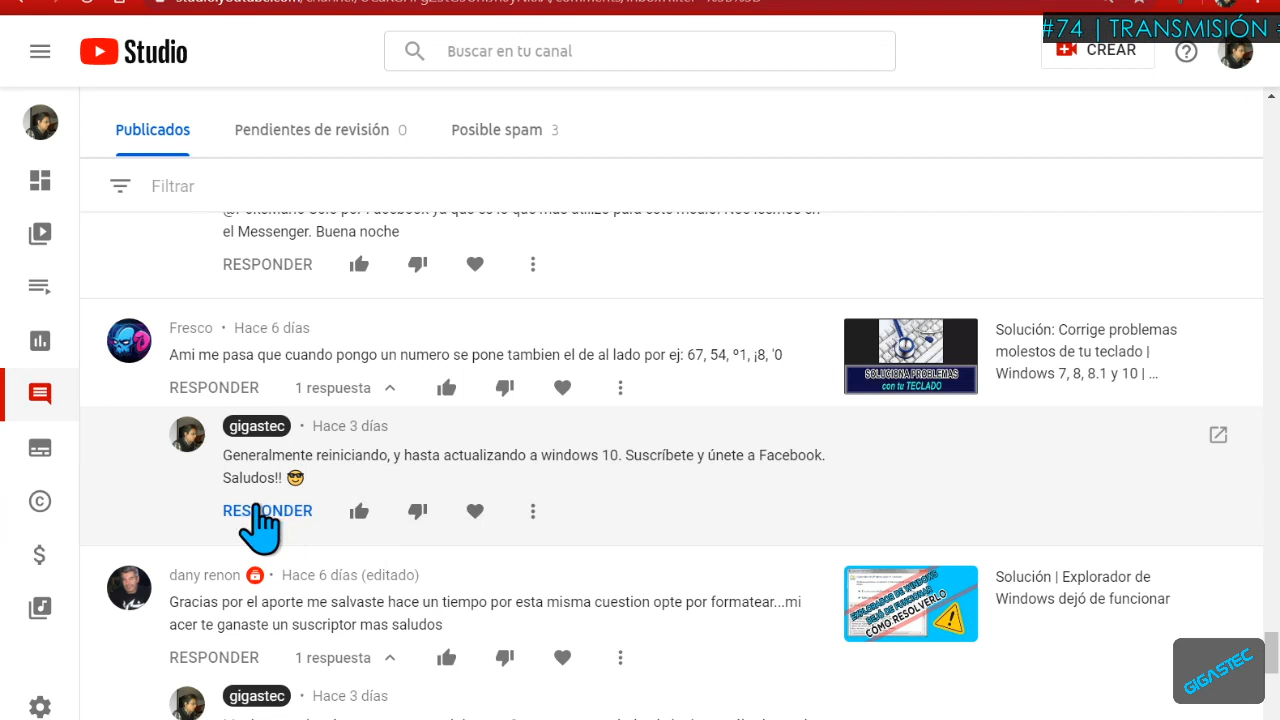 #74 | TRANSMISIÓN
Studio
Buscar en tu canal
CREAR
Publicados
Pendientes de revisión 0
Posible spam 3
Filtrar
el Messenger. Buena noche
RESPONDER
Fresco • Hace 6 días
Ami me pasa que cuando pongo un numero se pone tambien el de al lado por ej: 67, 54, º1, ¡8, '0
RESPONDER 1 respuesta
SOLUCIONA PROBLEMAS
con tu TECLADO
Solución: Corrige problemas
molestos de tu teclado |
Windows 7, 8, 8.1 y 10 | ...
gigastec • Hace 3 días
Generalmente reiniciando, y hasta actualizando a windows 10. Suscríbete y únete a Facebook.
Saludos!! 😎
RESPONDER
dany renon • Hace 6 días (editado)
Gracias por el aporte me salvaste hace un tiempo por esta misma cuestion opte por formatear...mi
acer te ganaste un suscriptor mas saludos
RESPONDER 1 respuesta
EXPLORADOR DE WINDOWS
DEJÓ DE FUNCIONAR
CÓMO RESOLVERLO
Solución | Explorador de
Windows dejó de funcionar
GIGASTEC
gigastec • Hace 3 días